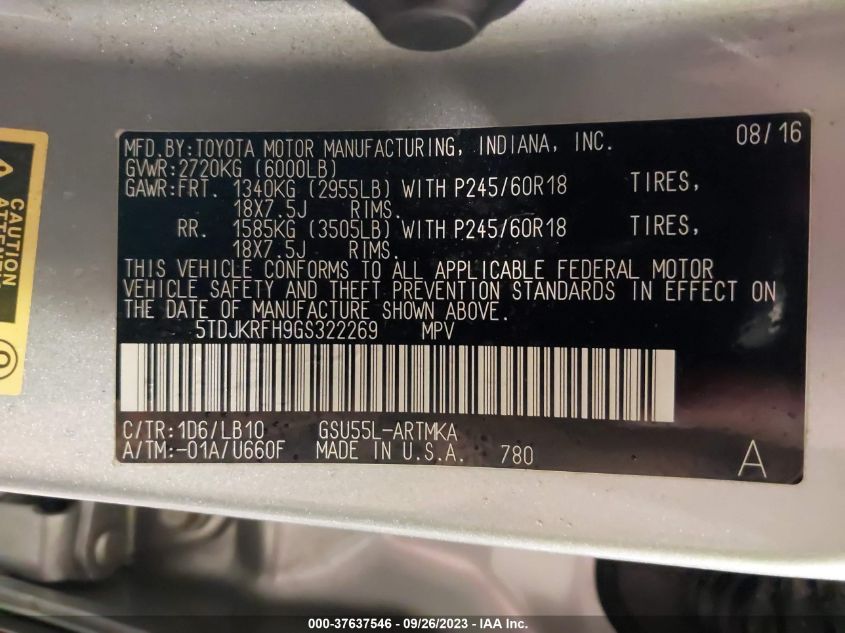 MFD.BY:TOYOTA MOTOR MANUFACTURING, INDIANA, INC. 08/16
GVWR:2720KG (6000LB)
GAWR:FRT. 1340KG (2955LB) WITH P245/60R18 TIRES,
18X7.5J RIMS.
RR. 1585KG (3505LB) WITH P245/60R18 TIRES,
18X7.5J RIMS.
THIS VEHICLE CONFORMS TO ALL APPLICABLE FEDERAL MOTOR
VEHICLE SAFETY AND THEFT PREVENTION STANDARDS IN EFFECT ON
THE DATE OF MANUFACTURE SHOWN ABOVE.
5TDJKRFH9GS322269 MPV
C/TR:1D6/LB10 GSU55L-ARTMKA
A/TM:-01A/U660F MADE IN U.S.A. 780 A
CAUTION
000-37637546 - 09/26/2023 - IAA Inc.